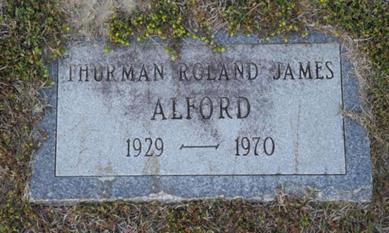 THURMAN ROLAND JAMES
ALFORD
1929 — 1970